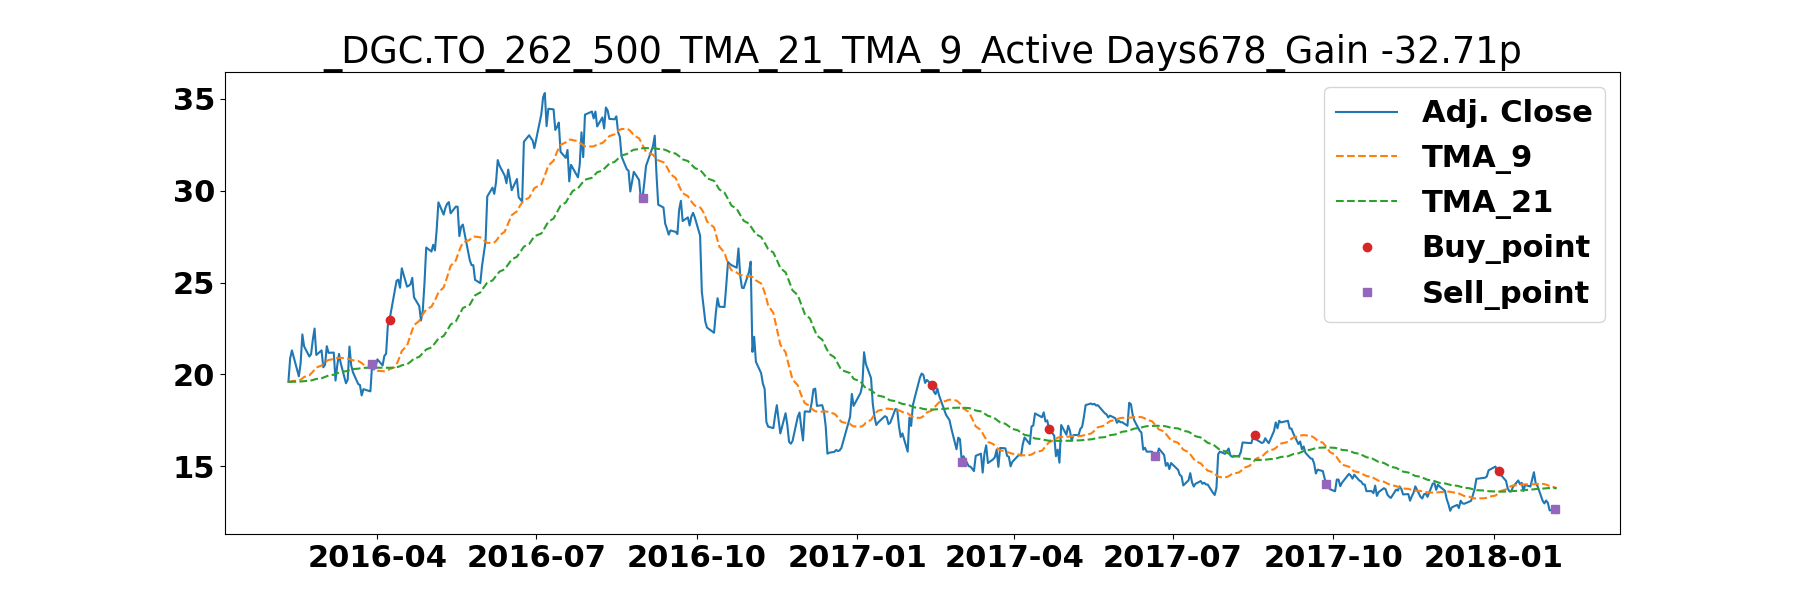 _DGC.TO_262_500_TMA_21_TMA_9_Active Days678_Gain -32.71p
35
30
25
20
15
Adj. Close
TMA_9
TMA_21
Buy_point
Sell_point
2016-04 2016-07 2016-10 2017-01 2017-04 2017-07 2017-10 2018-01